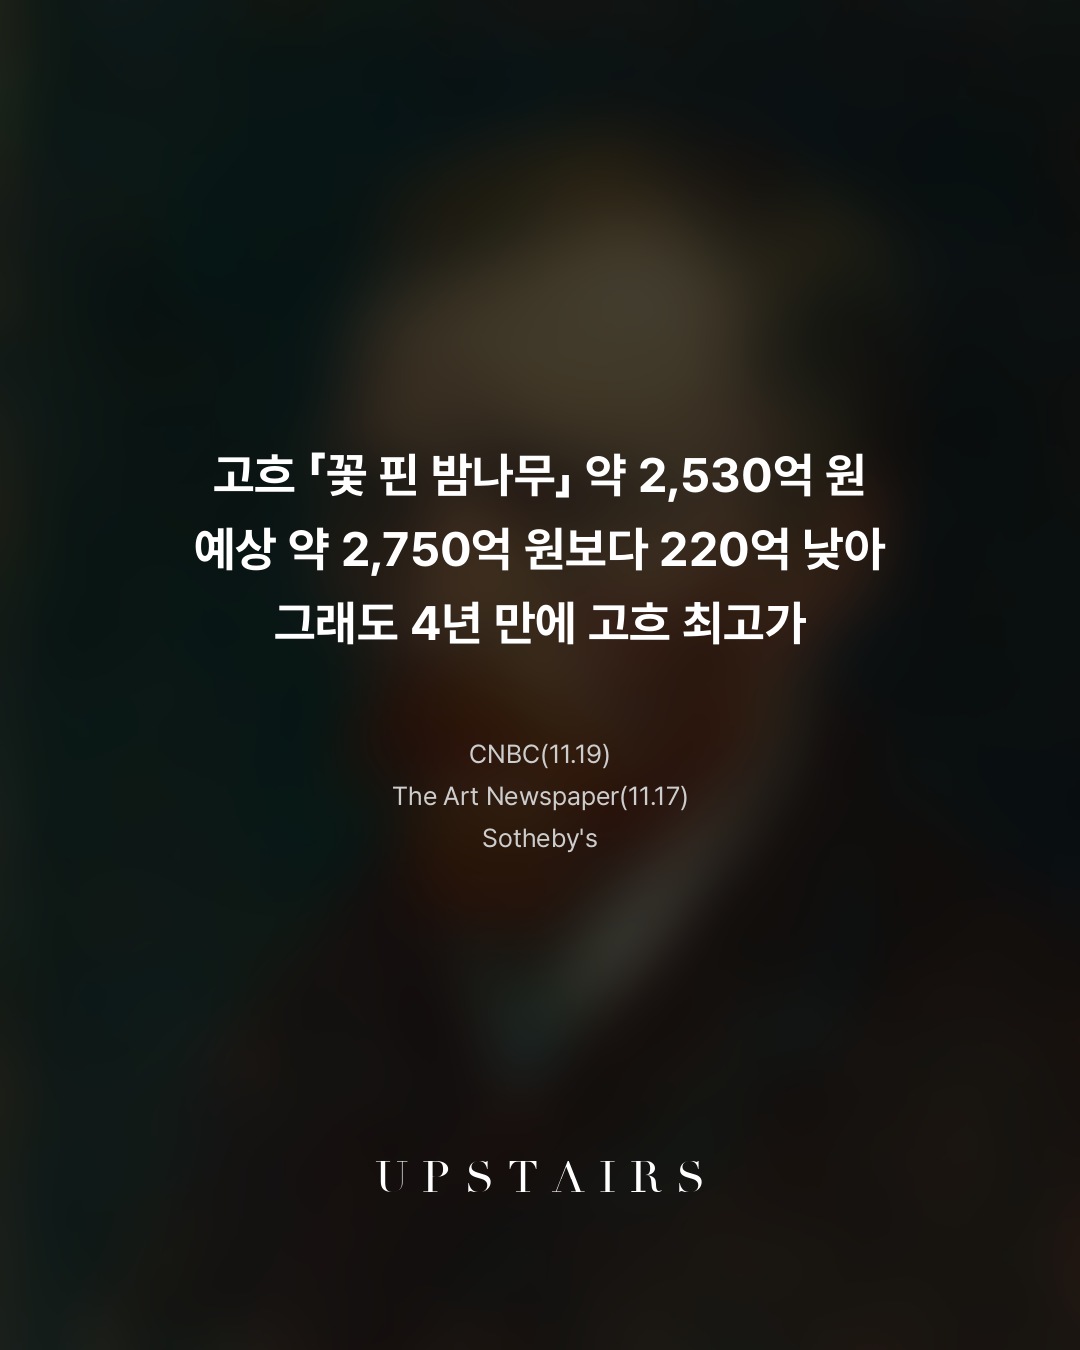 고흐 「꽃 핀 밤나무」 약 2,530억 원
예상 약 2,750억 원보다 220억 낮아
그래도 4년 만에 고흐 최고가
CNBC(11.19)
The Art Newspaper(11.17)
Sotheby's
UPSTAIRS